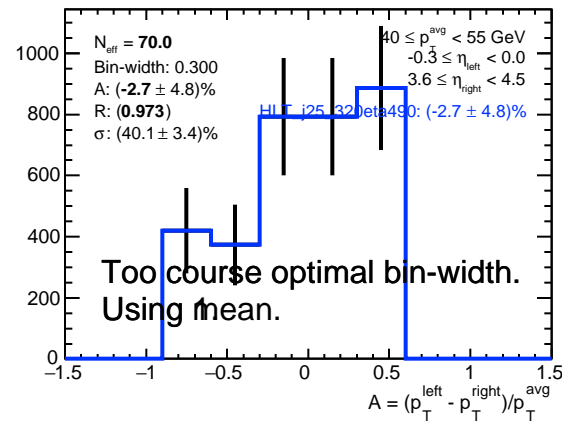 N_eff = 70.0
Bin-width: 0.300
A: (-2.7 ± 4.8)%
R: (0.973)
σ: (40.1 ± 3.4)%
40 ≤ p_T^avg < 55 GeV
-0.3 ≤ η_left < 0.0
3.6 ≤ η_right < 4.5
HLT_j25_320eta490: (-2.7 ± 4.8)%
Too course optimal bin-width.
Using mean.
1000
800
600
400
200
0
−1.5 −1 −0.5 0 0.5 1 1.5
A = (p_T^left - p_T^right)/p_T^avg